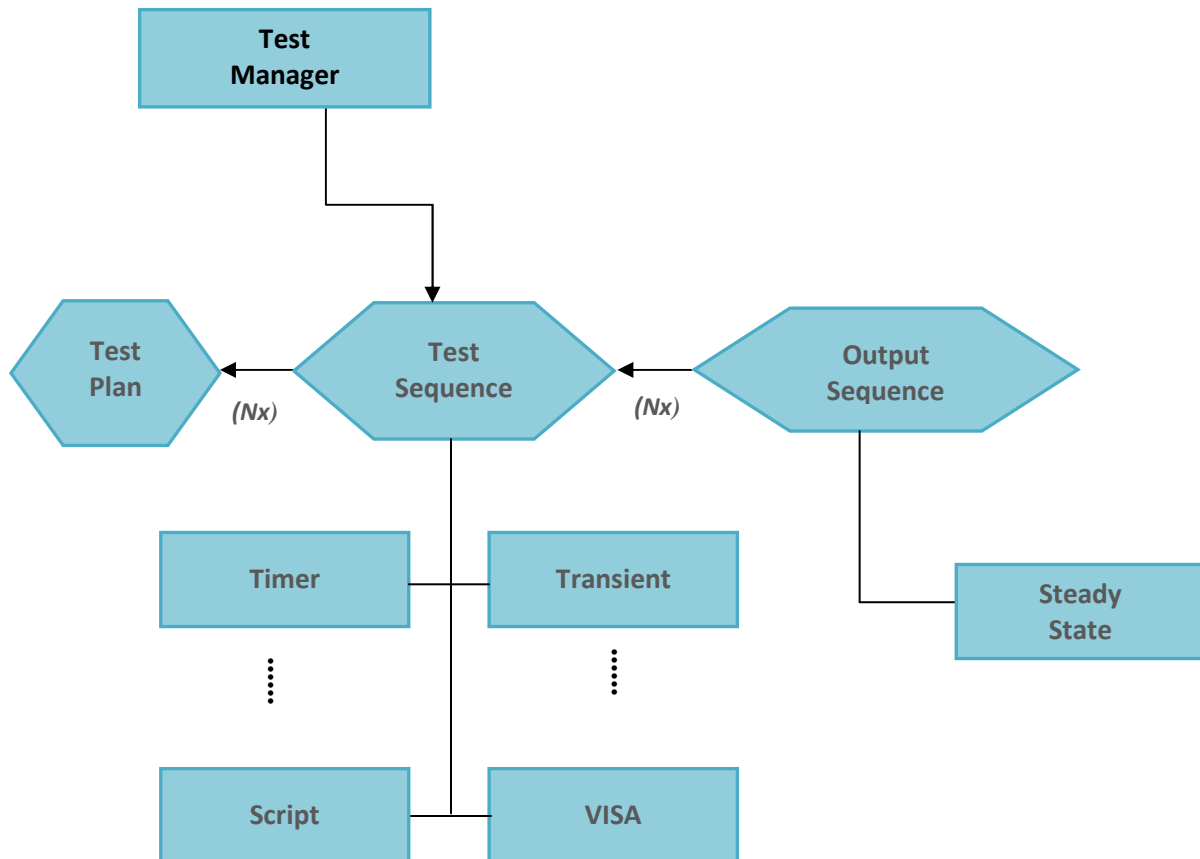 Test
Manager
Test
Plan
(Nx)
Test
Sequence
(Nx)
Output
Sequence
Timer
Transient
Steady
State
Script
VISA